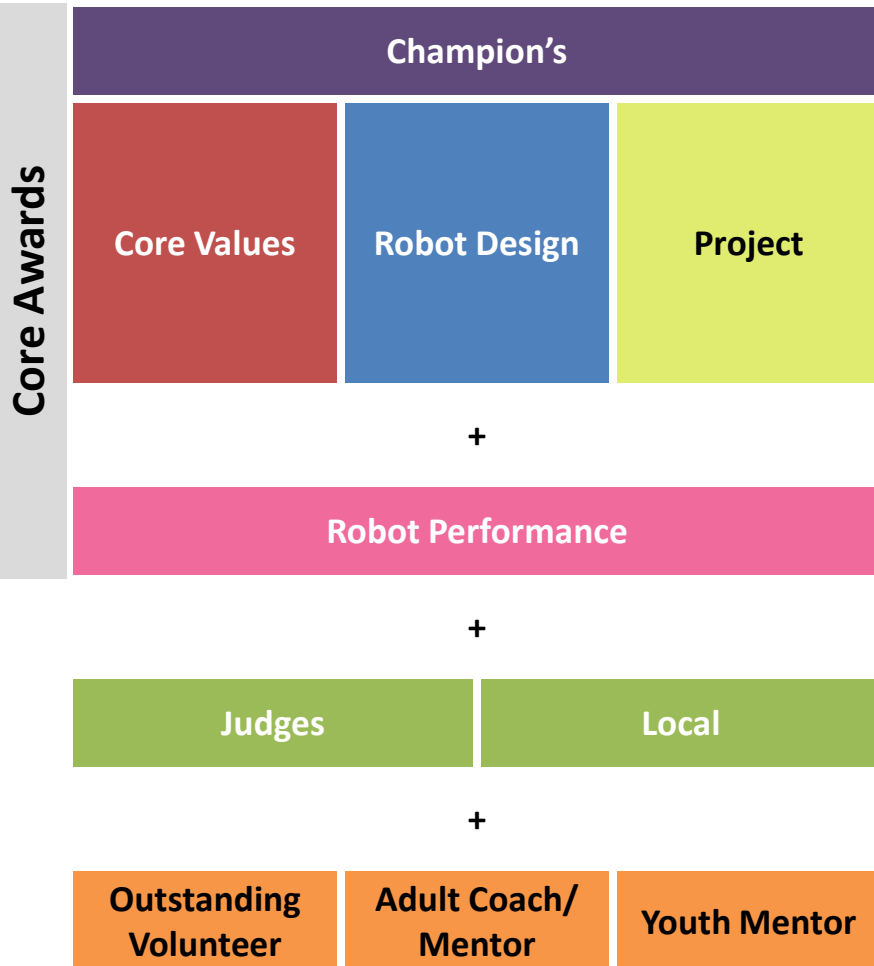 Core Awards
Champion’s
Core Values
Robot Design
Project
+
Robot Performance
+
Judges
Local
+
Outstanding
Volunteer
Adult Coach/
Mentor
Youth Mentor